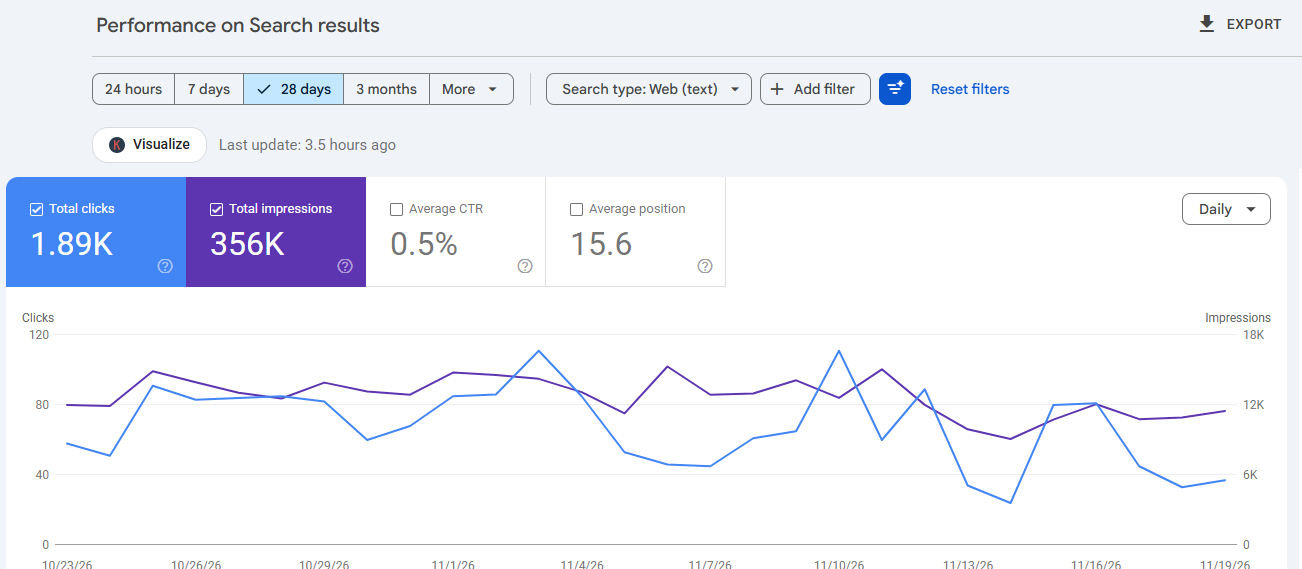 Performance on Search results
EXPORT
24 hours
7 days
28 days
3 months
More
Search type: Web (text)
Add filter
Reset filters
K
Visualize
Last update: 3.5 hours ago
Total clicks
1.89K
Total impressions
356K
Average CTR
0.5%
Average position
15.6
Daily
Clicks
Impressions
120
18K
80
12K
40
6K
0
0
10/23/26
10/26/26
10/29/26
11/1/26
11/4/26
11/7/26
11/10/26
11/13/26
11/16/26
11/19/26